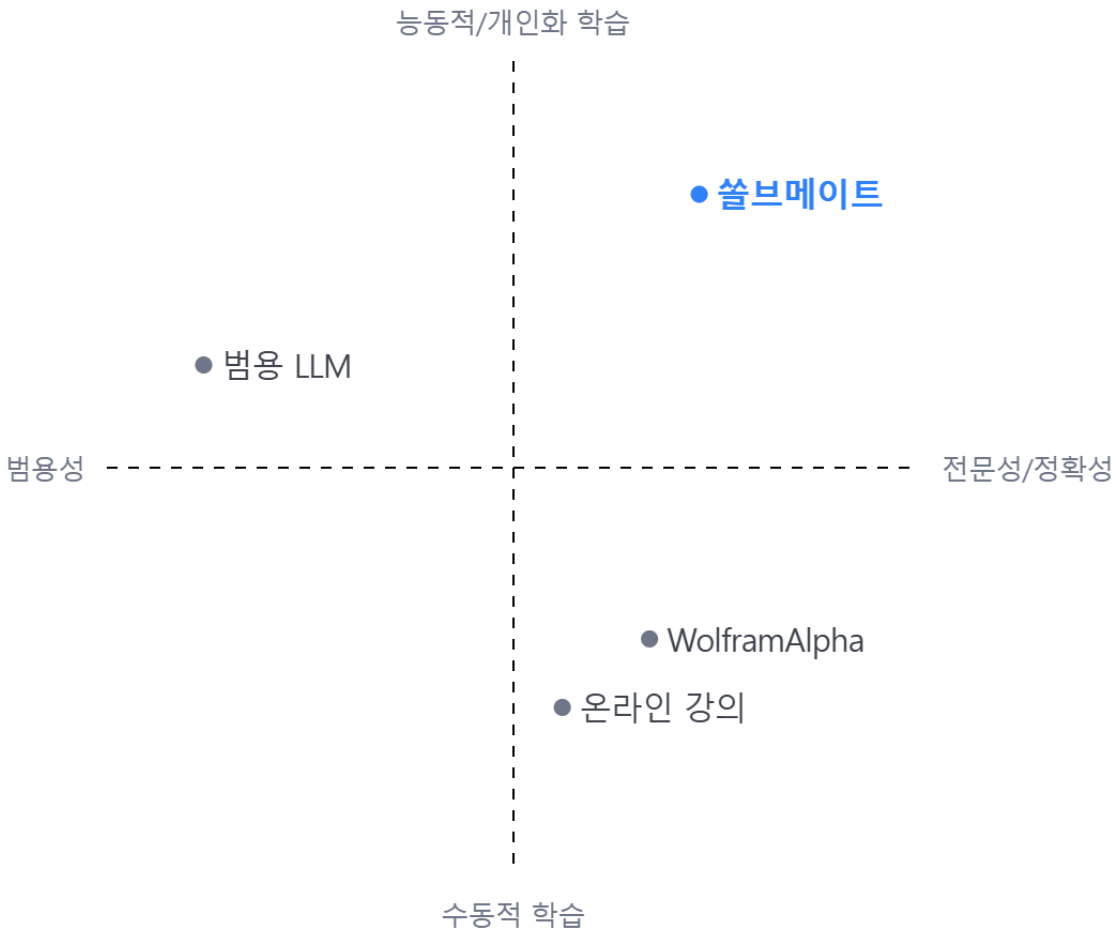 능동적/개인화 학습
쏠브메이트
범용 LLM
범용성
전문성/정확성
WolframAlpha
온라인 강의
수동적 학습